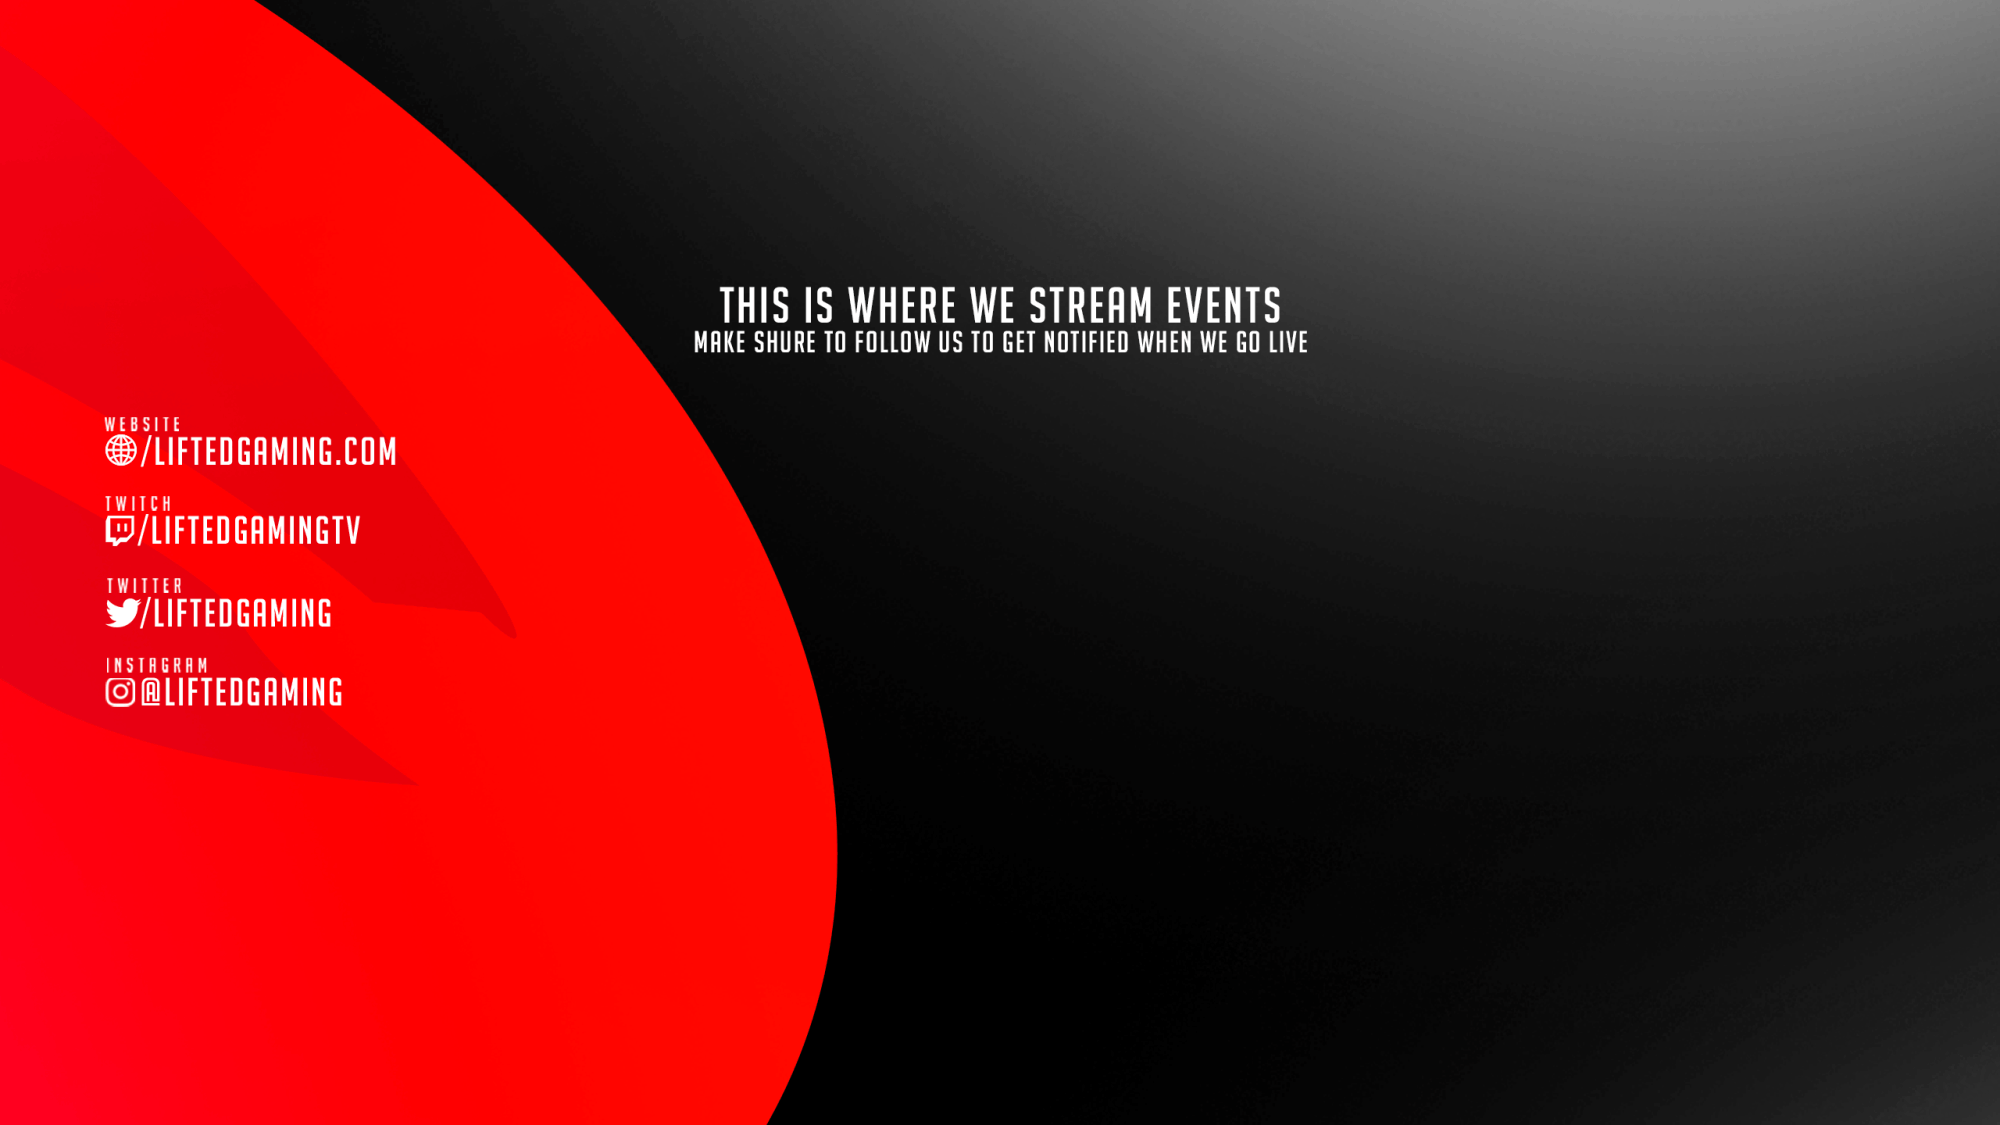 THIS IS WHERE WE STREAM EVENTS
MAKE SHURE TO FOLLOW US TO GET NOTIFIED WHEN WE GO LIVE
WEBSITE
/LIFTEDGAMING.COM
TWITCH
/LIFTEDGAMINGTV
TWITTER
/LIFTEDGAMING
INSTAGRAM
@LIFTEDGAMING